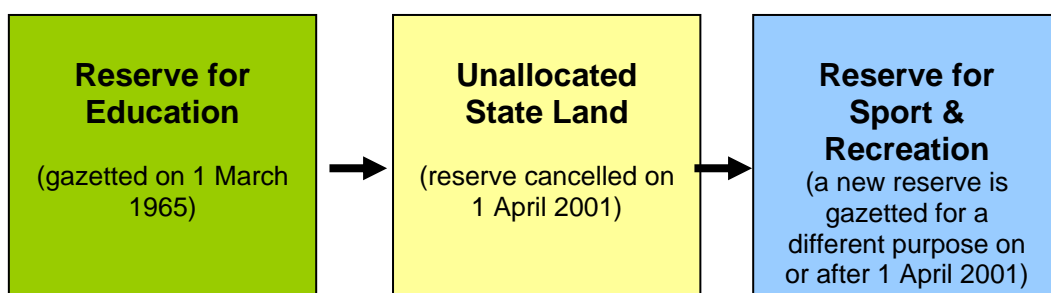 Reserve for
Education
(gazetted on 1 March
1965)
Unallocated
State Land
(reserve cancelled on
1 April 2001)
Reserve for
Sport &
Recreation
(a new reserve is
gazetted for a
different purpose on
or after 1 April 2001)